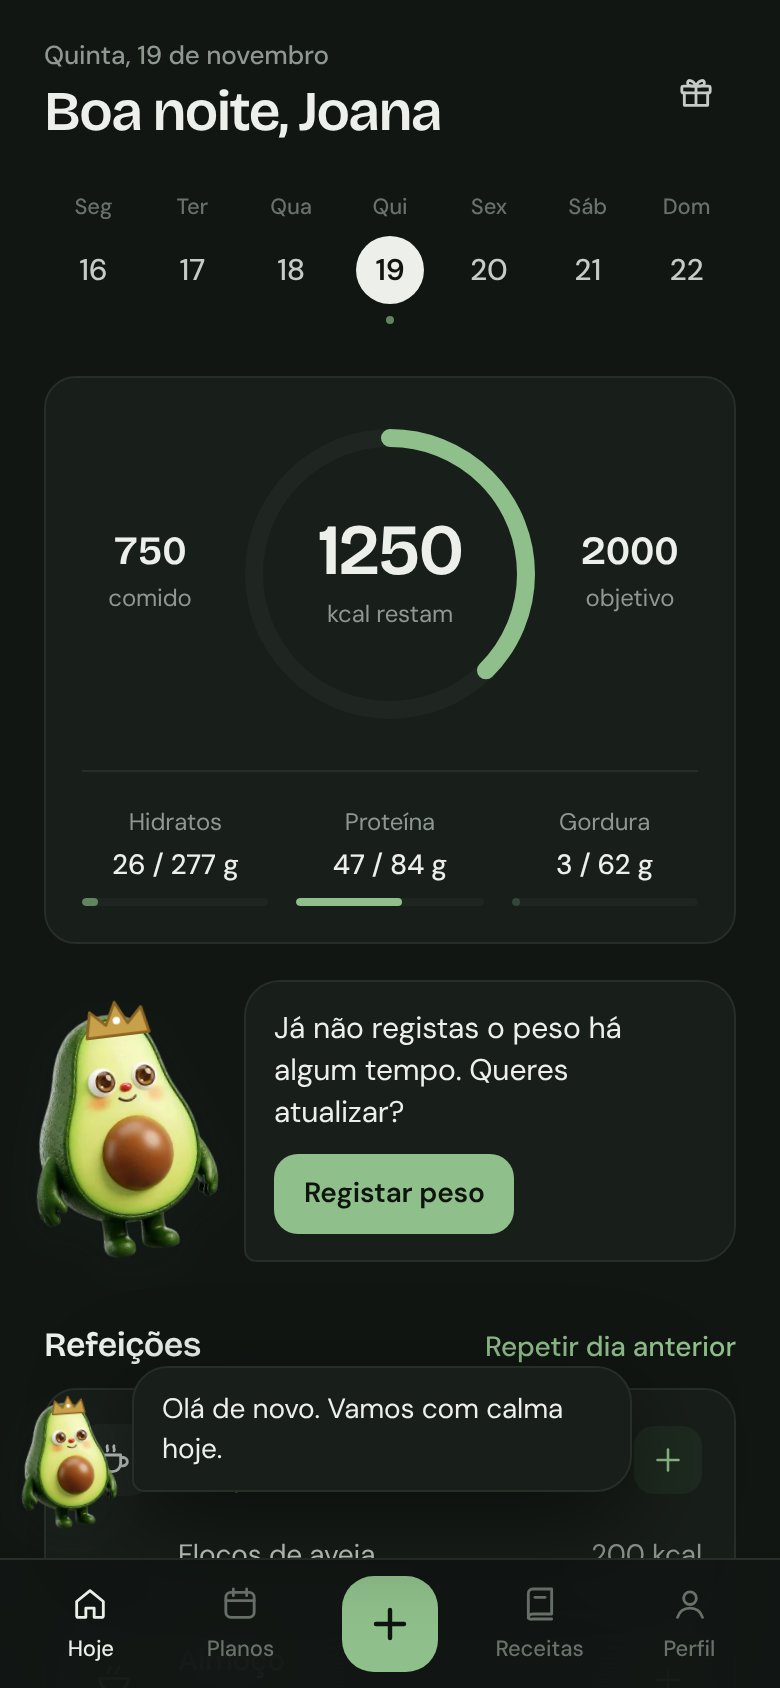 Quinta, 19 de novembro
Boa noite, Joana
Seg Ter Qua Qui Sex Sáb Dom
16 17 18 19 20 21 22
750
comido
1250
kcal restam
2000
objetivo
Hidratos Proteína Gordura
26 / 277 g 47 / 84 g 3 / 62 g
Já não registas o peso há
algum tempo. Queres
atualizar?
Registar peso
Refeições Repetir dia anterior
Olá de novo. Vamos com calma
hoje.
Flocos de aveia 200 kcal
Almoço
Hoje Planos Receitas Perfil